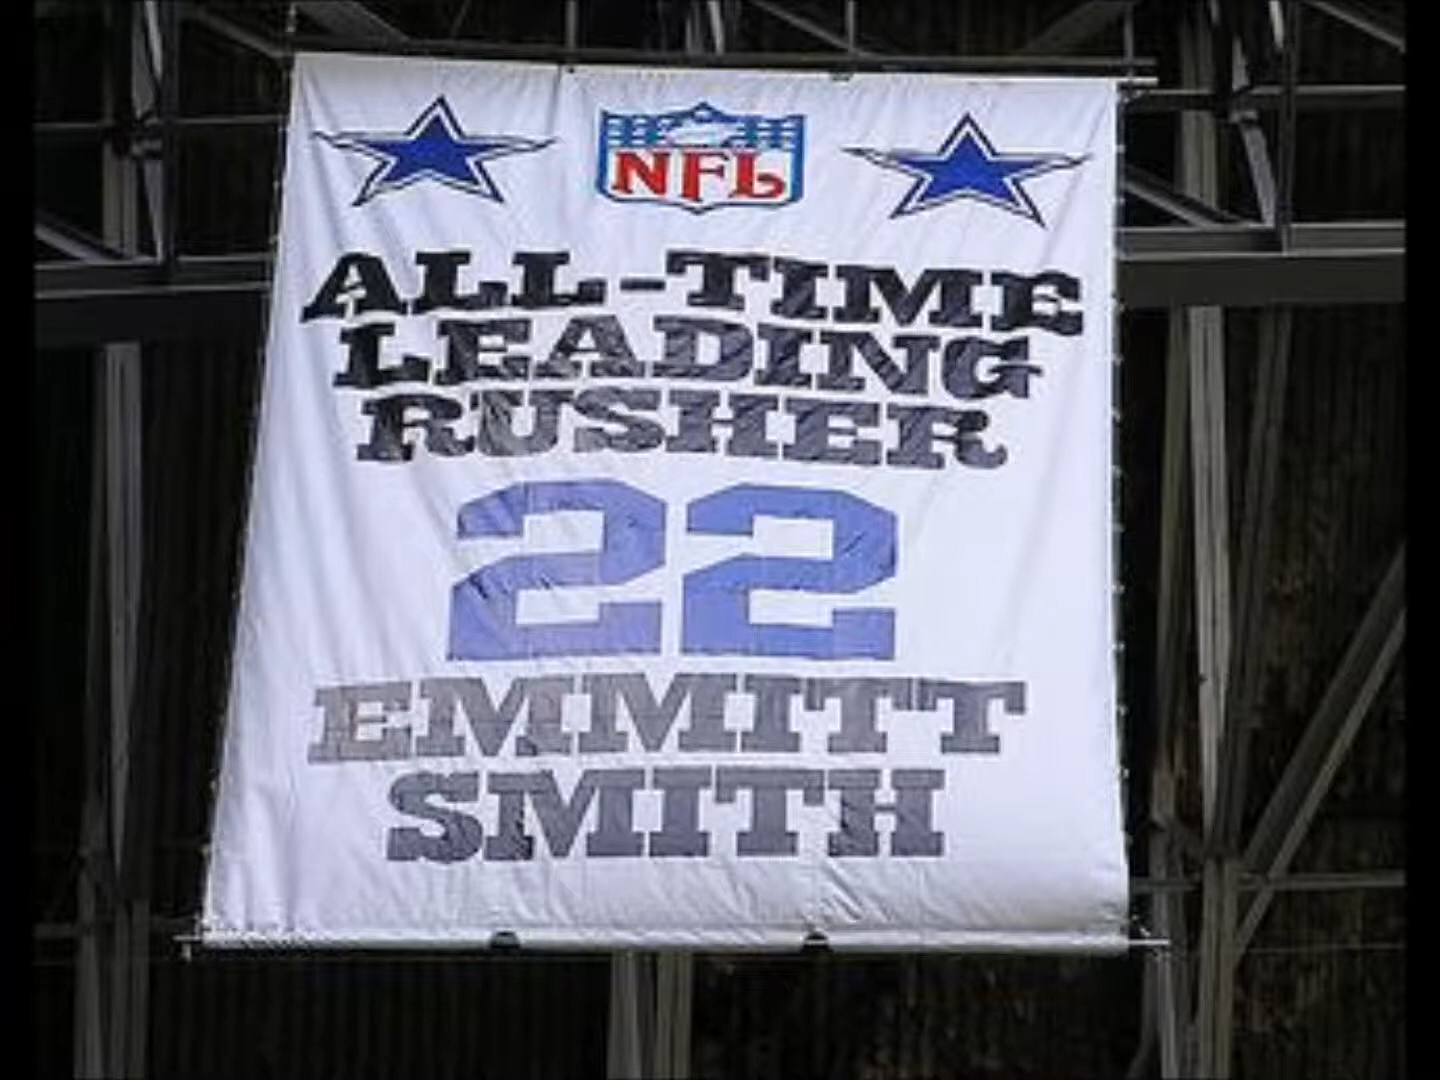 NFL
ALL-TIME
LEADING
RUSHER
22
EMMITT
SMITH